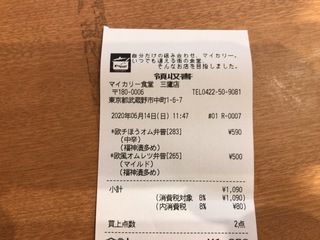 自分だけの組み合わせ、マイカリー。
いつでも通える街の食堂、
そんなお店を目指しました。
領収書
マイカリー食堂 三鷹店
〒180-0006 TEL0422-50-9081
東京都武蔵野市中町1-6-7
2020年06月14日(日) 11:47 #01 R-0007
*欧チほうオム弁普[283] ¥590
(中辛)
(福神漬多め)
*欧風オムレツ弁普[265] ¥500
(マイルド)
(福神漬多め)
小計 ¥1,090
(消費税対象 8% ¥1,090)
(内消費税 8% ¥80)
買上点数 2点